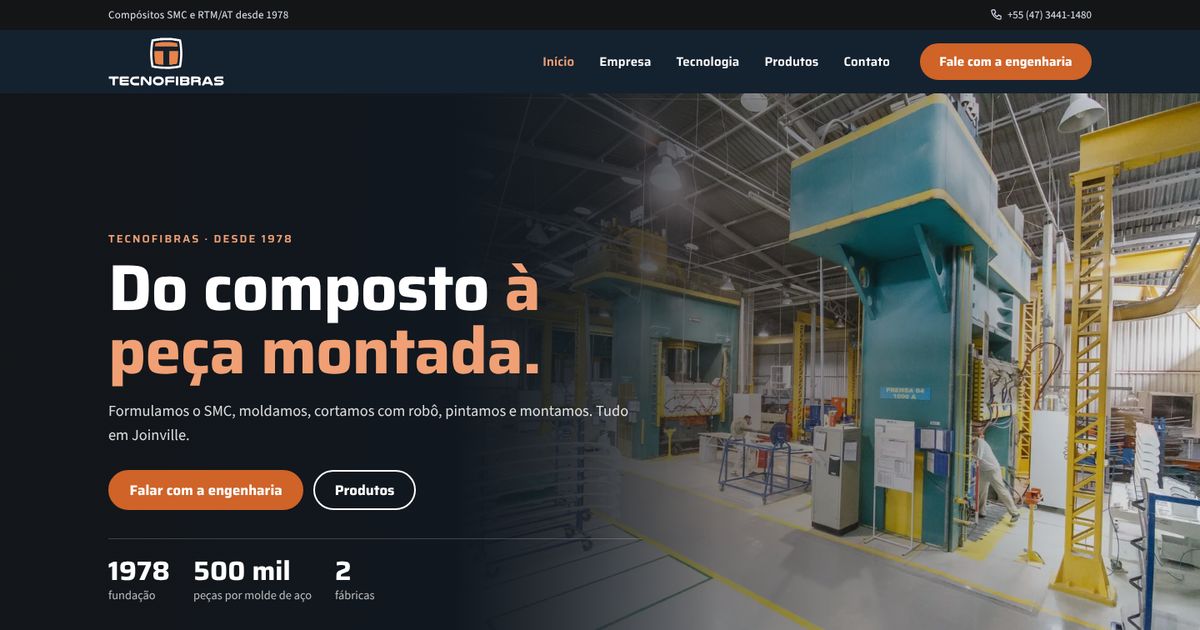 Compósitos SMC e RTM/AT desde 1978
+55 (47) 3441-1480
TECNOFIBRAS
Início
Empresa
Tecnologia
Produtos
Contato
Fale com a engenharia
TECNOFIBRAS · DESDE 1978
Do composto à
peça montada.
Formulamos o SMC, moldamos, cortamos com robô, pintamos e montamos. Tudo
em Joinville.
Falar com a engenharia
Produtos
1978
fundação
500 mil
peças por molde de aço
2
fábricas
PRENSA